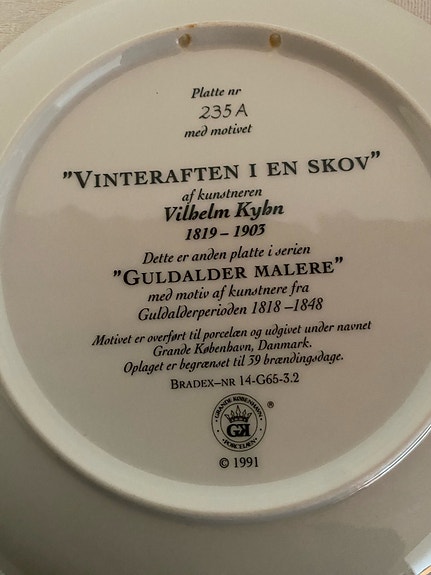 Platte nr
235A
med motivet
"VINTERAFTEN I EN SKOV"
af kunstneren
Vilhelm Kyhn
1819 – 1903
Dette er anden platte i serien
"GULDALDER MALERE"
med motiv af kunstnere fra
Guldalderperioden 1818 –1848
Motivet er overført til porcelæn og udgivet under navnet
Grande København, Danmark.
Oplaget er begrænset til 39 brændingsdage.
BRADEX–NR 14-G65-3.2
GRANDE KØBENHAVN
GK
PORCELÆN
®
© 1991